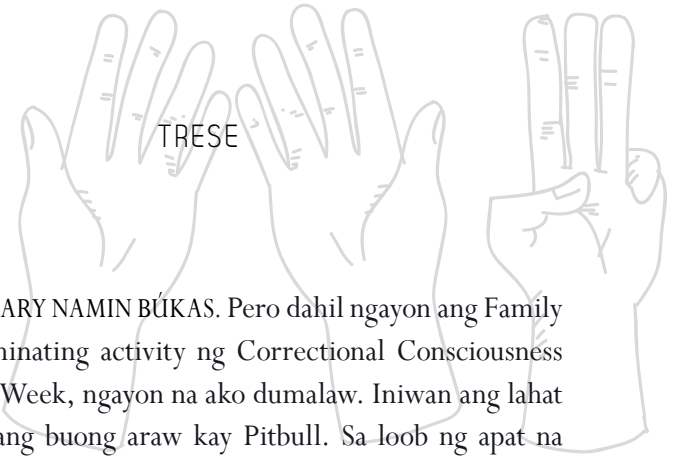 TRESE
ARY NAMIN BÚKAS. Pero dahil ngayon ang Family
minating activity ng Correctional Consciousness
Week, ngayon na ako dumalaw. Iniwan ang lahat
ang buong araw kay Pitbull. Sa loob ng apat na